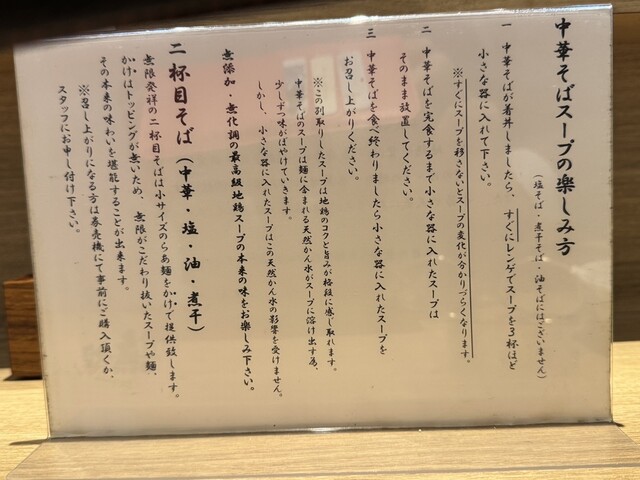 中華そばスープの楽しみ方
（塩そば・煮干そば・油そばにはございません）
一 中華そばが着丼しましたら、すぐにレンゲでスープを３杯ほど
小さな器に入れて下さい。
※すぐにスープを移さないとスープの変化が分かりづらくなります。
二 中華そばを完食するまで小さな器に入れたスープは
そのまま放置してください。
三 中華そばを食べ終わりましたら小さな器に入れたスープを
お召し上がりください。
※この別取りしたスープは地鶏のコクと旨みが格段に感じ取れます。
中華そばのスープは麺に含まれる天然かん水がスープに溶け出す為、
少しずつ味がぼやけていきます。
しかし、小さな器に入れたスープはこの天然かん水の影響を受けません。
無添加・無化調の最高級地鶏スープの本来の味をお楽しみ下さい。
二杯目そば（中華・塩・油・煮干）
無限発祥の二杯目そばは小サイズのらぁ麺をかけで提供致します。
かけはトッピングが無いため、無限がこだわり抜いたスープや麺、
その本来の味わいを堪能することが出来ます。
※召し上がりになる方は券売機にて事前にご購入頂くか、
スタッフにお申し付け下さい。